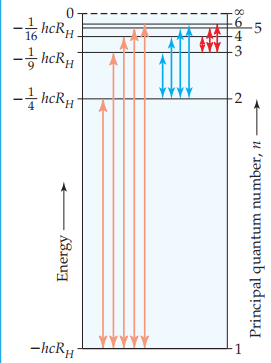 0
−1/16 hcR_H
−1/9 hcR_H
−1/4 hcR_H
−hcR_H
Energy
∞
6
5
4
3
2
1
Principal quantum number, n